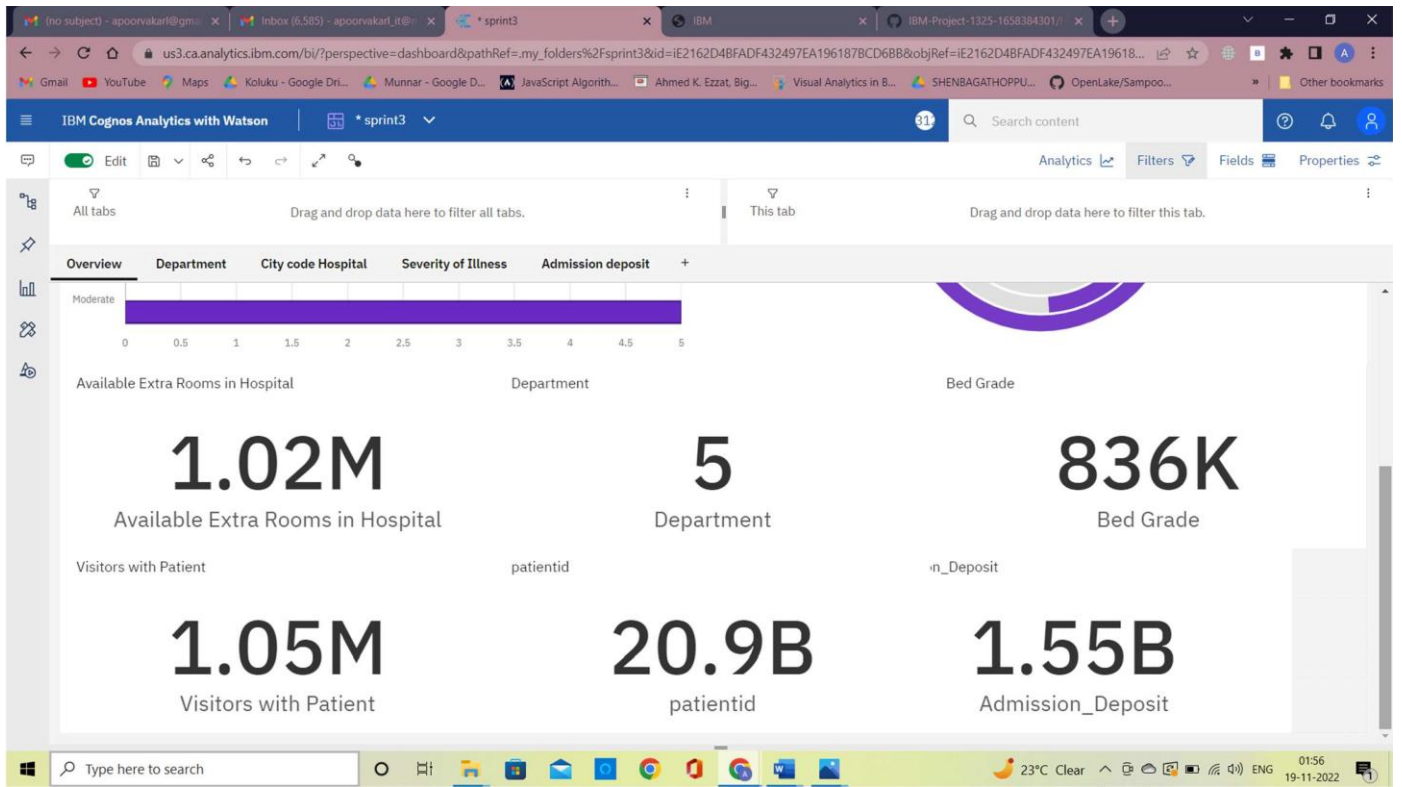 (no subject) - apoorvakarl@gma
Inbox (6,585) - apoorvakarl_it@r
* sprint3
IBM
IBM-Project-1325-1658384301/
us3.ca.analytics.ibm.com/bi/?perspective=dashboard&pathRef=.my_folders%2Fsprint3&id=iE2162D4BFADF432497EA196187BCD6BB&objRef=iE2162D4BFADF432497EA19618...
Gmail YouTube Maps Koluku - Google Dri... Munnar - Google D... JavaScript Algorith... Ahmed K. Ezzat, Big... Visual Analytics in B... SHENBAGATHOPPU... OpenLake/Sampoo... » Other bookmarks
IBM Cognos Analytics with Watson * sprint3 Search content
Edit Analytics Filters Fields Properties
All tabs Drag and drop data here to filter all tabs. This tab Drag and drop data here to filter this tab.
Overview Department City code Hospital Severity of Illness Admission deposit +
Moderate
0 0.5 1 1.5 2 2.5 3 3.5 4 4.5 5
Available Extra Rooms in Hospital Department Bed Grade
1.02M 5 836K
Available Extra Rooms in Hospital Department Bed Grade
Visitors with Patient patientid n_Deposit
1.05M 20.9B 1.55B
Visitors with Patient patientid Admission_Deposit
Type here to search 23°C Clear ENG 01:56
19-11-2022